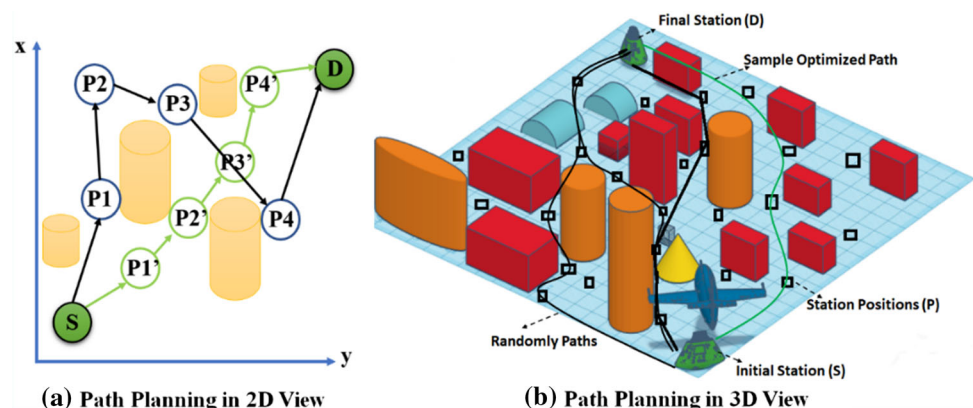 x
P2
P3
P4'
D
P1
P3'
P2'
P4
P1'
S
y
(a) Path Planning in 2D View
Final Station (D)
Sample Optimized Path
Station Positions (P)
Randomly Paths
Initial Station (S)
(b) Path Planning in 3D View